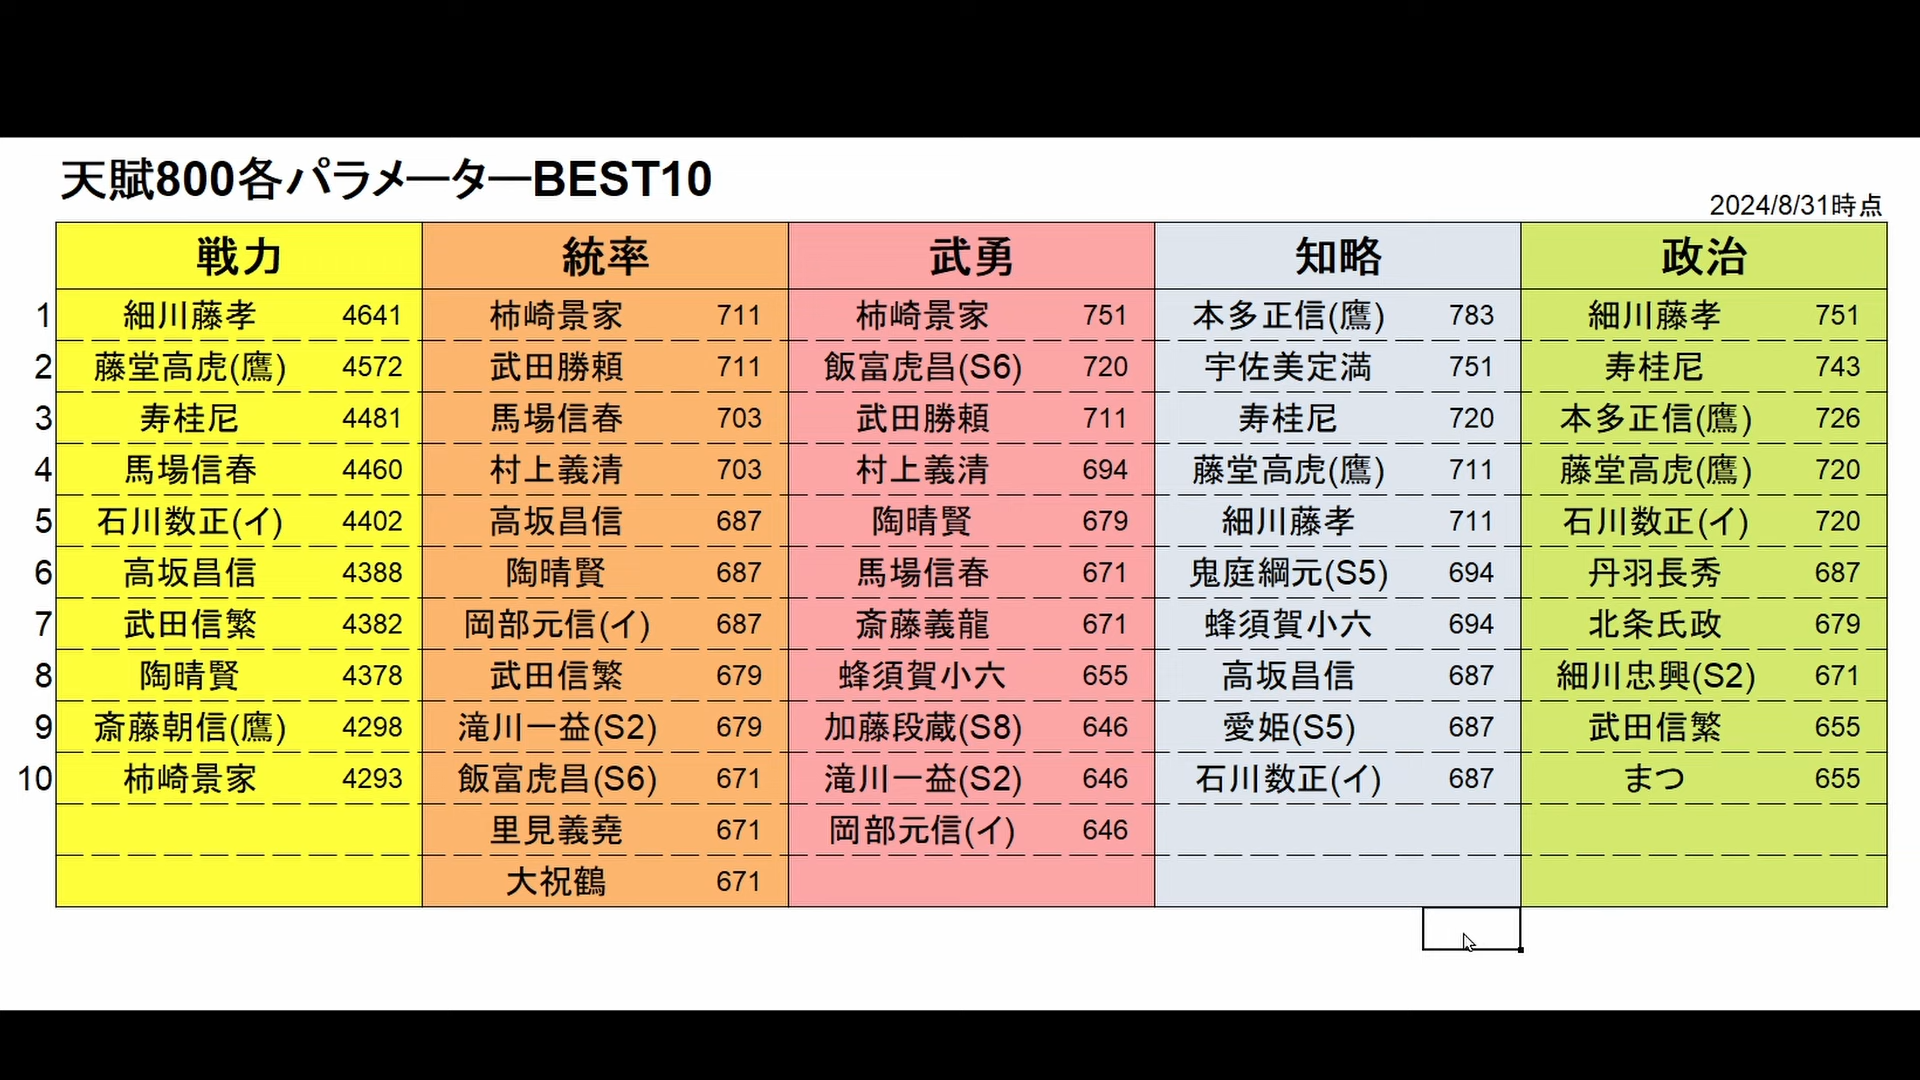 天賦800各パラメーターBEST10
2024/8/31時点
戦力 統率 武勇 知略 政治
1 細川藤孝 4641 柿崎景家 711 柿崎景家 751 本多正信(鷹) 783 細川藤孝 751
2 藤堂高虎(鷹) 4572 武田勝頼 711 飯富虎昌(S6) 720 宇佐美定満 751 寿桂尼 743
3 寿桂尼 4481 馬場信春 703 武田勝頼 711 寿桂尼 720 本多正信(鷹) 726
4 馬場信春 4460 村上義清 703 村上義清 694 藤堂高虎(鷹) 711 藤堂高虎(鷹) 720
5 石川数正(イ) 4402 高坂昌信 687 陶晴賢 679 細川藤孝 711 石川数正(イ) 720
6 高坂昌信 4388 陶晴賢 687 馬場信春 671 鬼庭綱元(S5) 694 丹羽長秀 687
7 武田信繁 4382 岡部元信(イ) 687 斎藤義龍 671 蜂須賀小六 694 北条氏政 679
8 陶晴賢 4378 武田信繁 679 蜂須賀小六 655 高坂昌信 687 細川忠興(S2) 671
9 斎藤朝信(鷹) 4298 滝川一益(S2) 679 加藤段蔵(S8) 646 愛姫(S5) 687 武田信繁 655
10 柿崎景家 4293 飯富虎昌(S6) 671 滝川一益(S2) 646 石川数正(イ) 687 まつ 655
里見義堯 671 岡部元信(イ) 646
大祝鶴 671